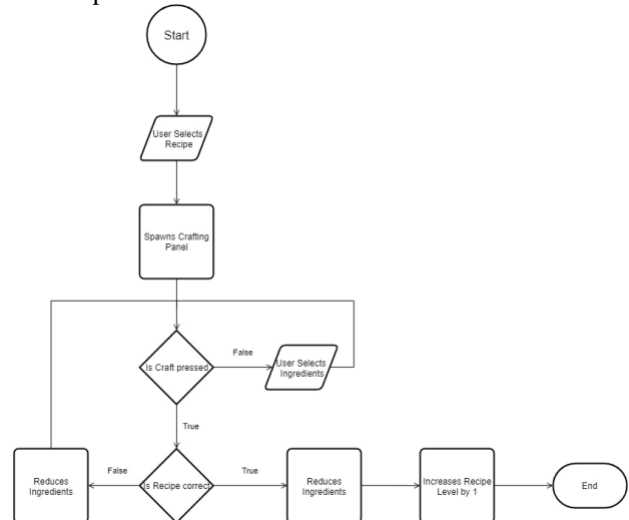 Start
User Selects
Recipe
Spawns Crafting
Panel
Is Craft pressed
False
User Selects
Ingredients
True
Reduces
Ingredients
False
Is Recipe correct
True
Reduces
Ingredients
Increases Recipe
Level by 1
End